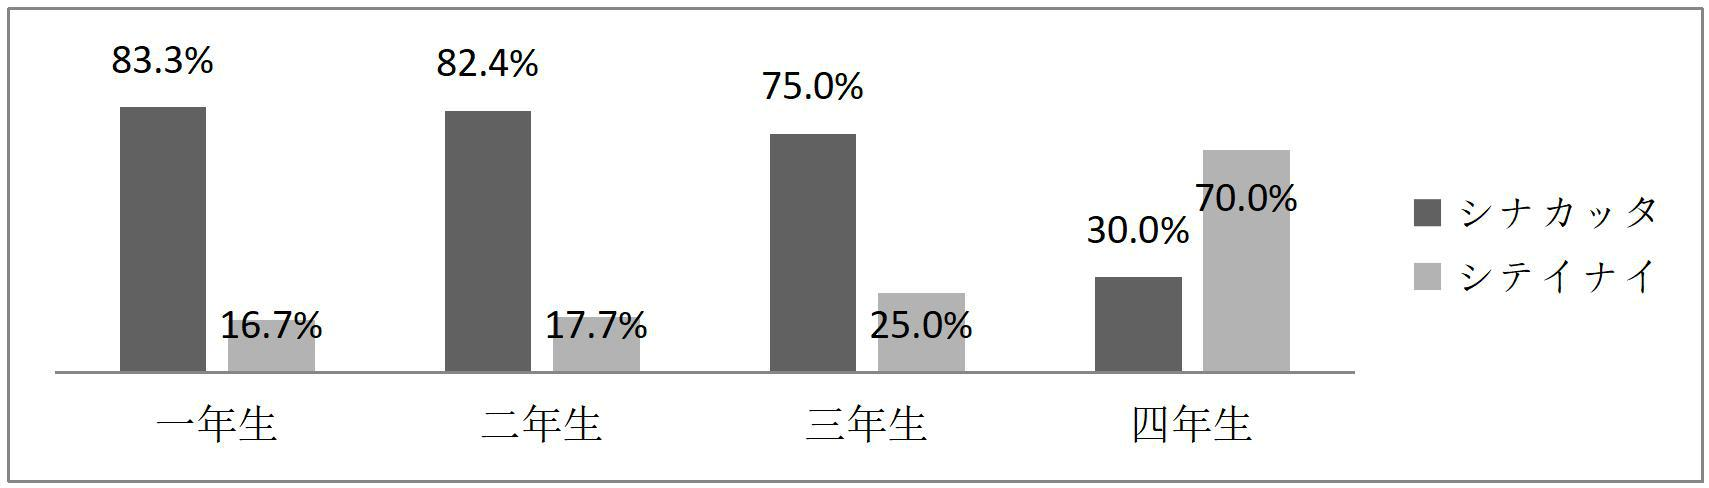 83.3%
82.4%
75.0%
30.0%
70.0%
16.7%
17.7%
25.0%
一年生
二年生
三年生
四年生
シナカッタ
シテイナイ